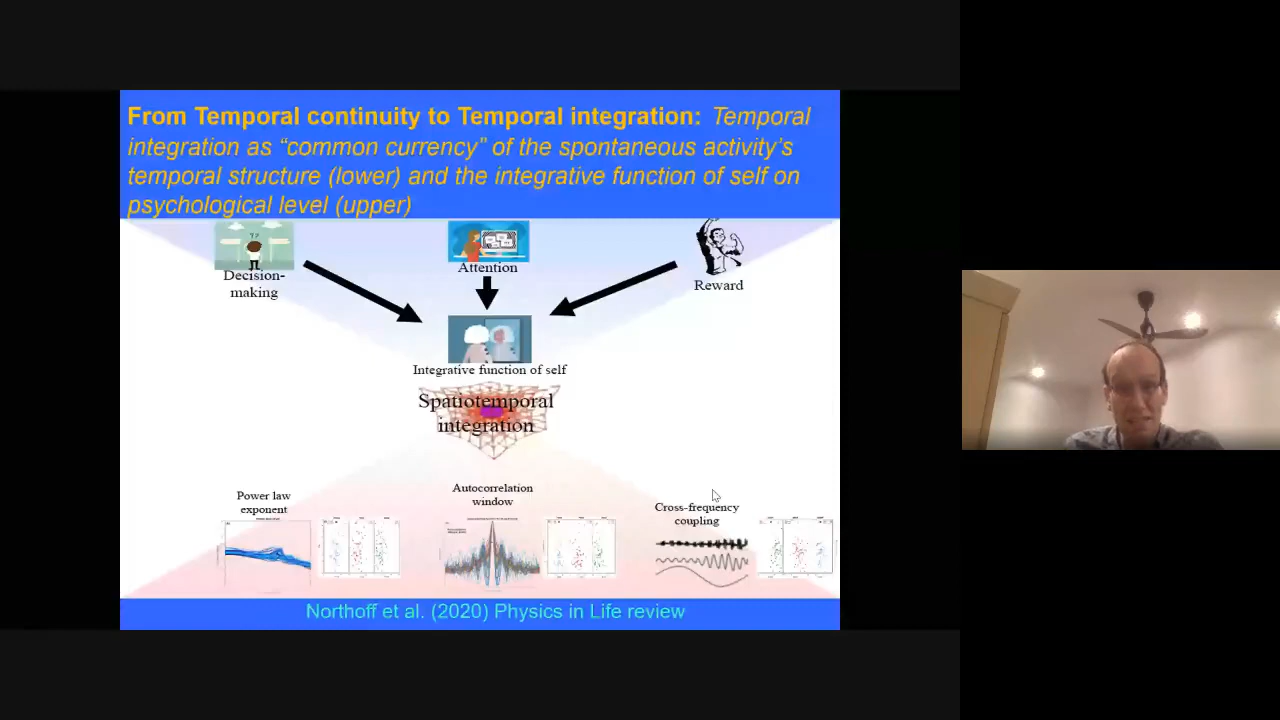 From Temporal continuity to Temporal integration: Temporal
integration as “common currency” of the spontaneous activity’s
temporal structure (lower) and the integrative function of self on
psychological level (upper)
Decision-
making
Attention
Reward
Integrative function of self
Spatiotemporal
integration
Power law
exponent
Autocorrelation
window
Cross-frequency
coupling
Northoff et al. (2020) Physics in Life review